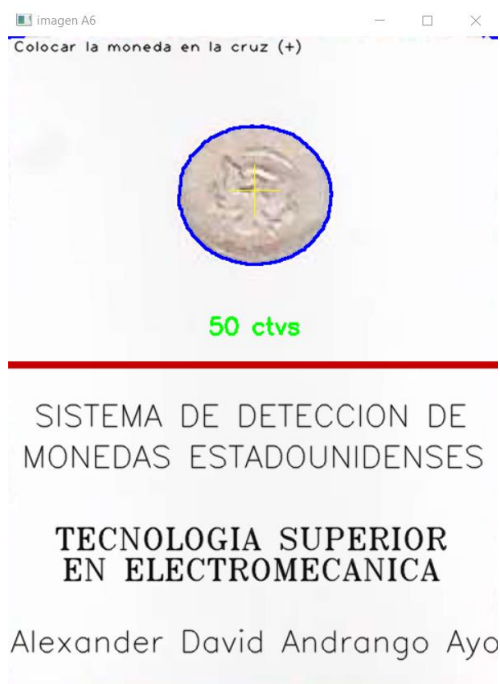 imagen A6
Colocar la moneda en la cruz (+)
50 ctvs
SISTEMA DE DETECCION DE
MONEDAS ESTADOUNIDENSES
TECNOLOGIA SUPERIOR
EN ELECTROMECANICA
Alexander David Andrango Ayo